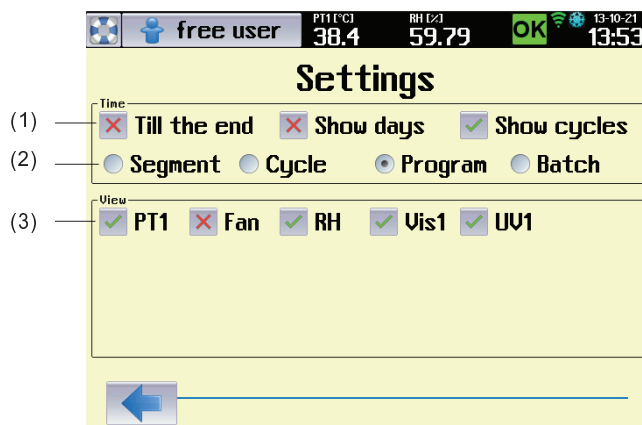 free user PT1[°C] 38.4 RH[%] 59.79 OK 13-10-21 13:53
Settings
Time
(1) Till the end Show days Show cycles
(2) Segment Cycle Program Batch
View
(3) PT1 Fan RH Vis1 UV1